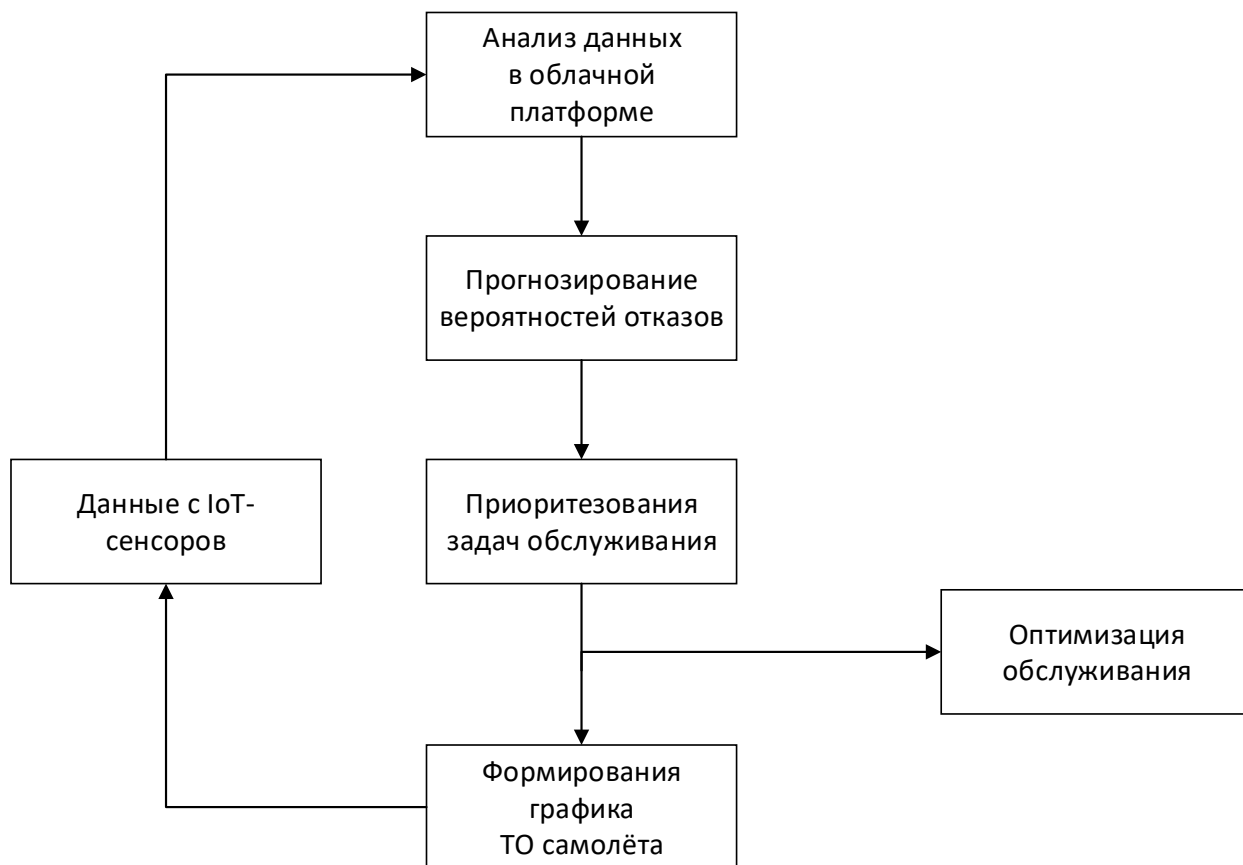 Анализ данных
в облачной
платформе
Прогнозирование
вероятностей отказов
Данные с IoT-
сенсоров
Приоритезования
задач обслуживания
Оптимизация
обслуживания
Формирования
графика
ТО самолёта